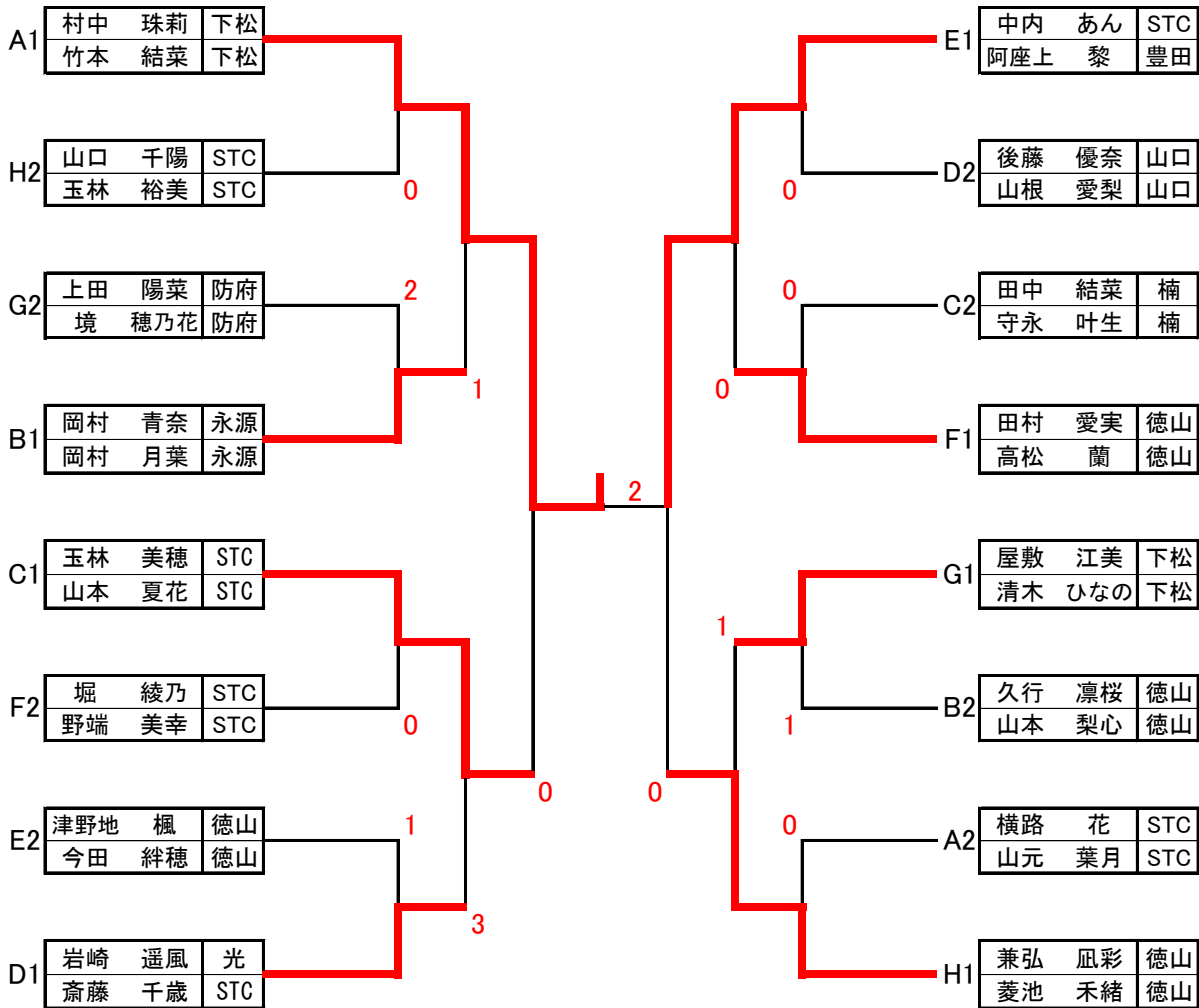 A1 村中 珠莉 下松
竹本 結菜 下松
H2 山口 千陽 STC
玉林 裕美 STC
0
G2 上田 陽菜 防府
境 穂乃花 防府
2
B1 岡村 青奈 永源
岡村 月葉 永源
1
C1 玉林 美穂 STC
山本 夏花 STC
F2 堀 綾乃 STC
野端 美幸 STC
0
E2 津野地 楓 徳山
今田 絆穂 徳山
1
D1 岩崎 遥風 光
斎藤 千歳 STC
3
0
2
0
E1 中内 あん STC
阿座上 黎 豊田
D2 後藤 優奈 山口
山根 愛梨 山口
0
C2 田中 結菜 楠
守永 叶生 楠
0
F1 田村 愛実 徳山
高松 蘭 徳山
0
G1 屋敷 江美 下松
清木 ひなの 下松
1
B2 久行 凛桜 徳山
山本 梨心 徳山
1
A2 横路 花 STC
山元 葉月 STC
0
H1 兼弘 凪彩 徳山
菱池 禾緒 徳山